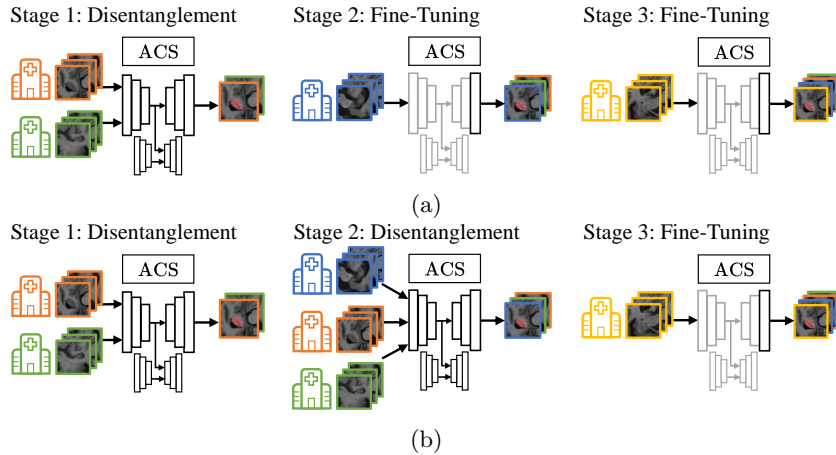 Stage 1: Disentanglement
Stage 2: Fine-Tuning
Stage 3: Fine-Tuning
ACS
ACS
ACS
(a)
Stage 1: Disentanglement
Stage 2: Disentanglement
Stage 3: Fine-Tuning
ACS
ACS
ACS
(b)